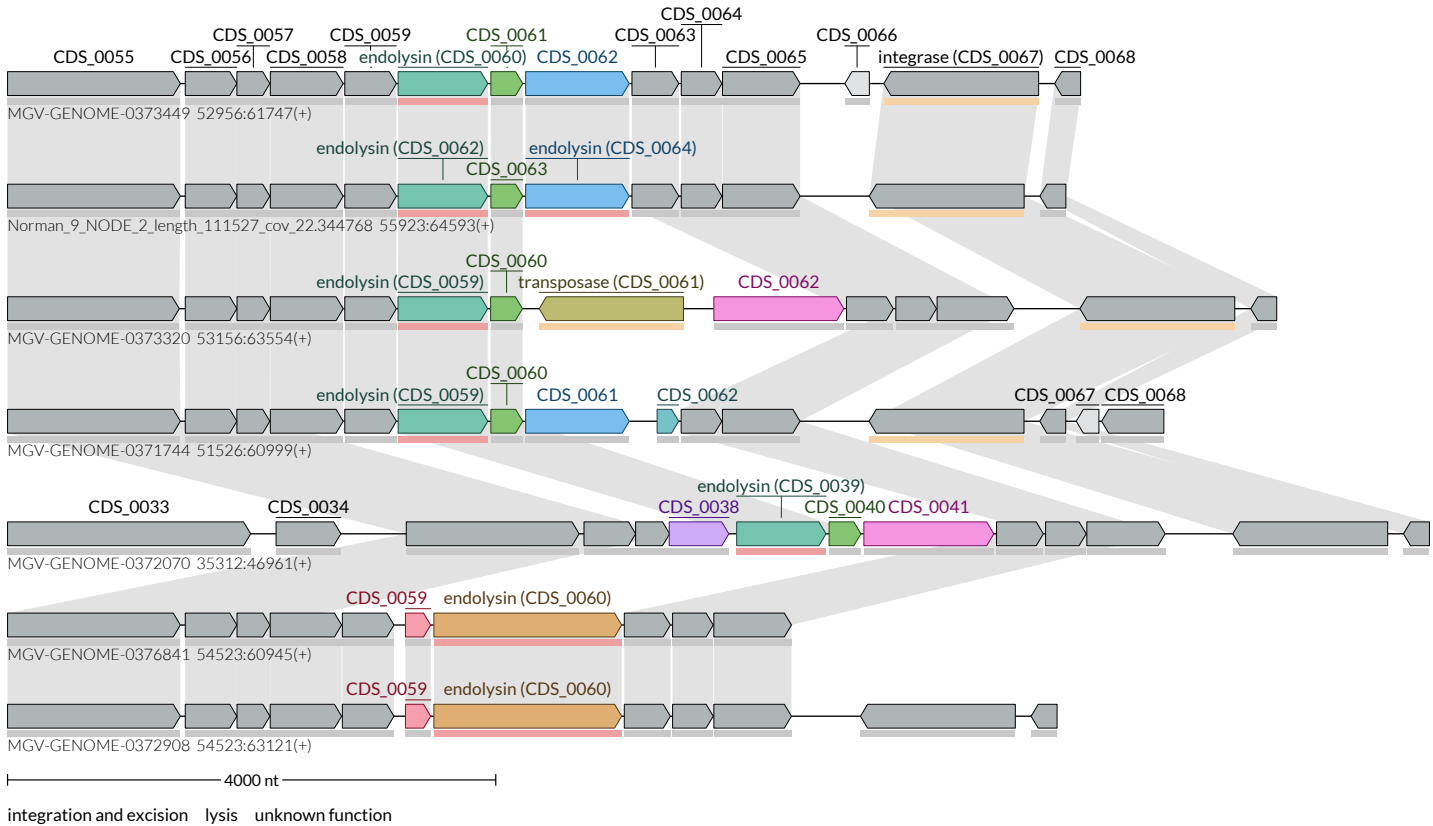 CDS_0064
CDS_0057 CDS_0059 CDS_0061 CDS_0063 CDS_0066
CDS_0055 CDS_0056 CDS_0058 endolysin (CDS_0060) CDS_0062 CDS_0065 integrase (CDS_0067) CDS_0068
MGV-GENOME-0373449 52956:61747(+)
endolysin (CDS_0062) endolysin (CDS_0064)
CDS_0063
Norman_9_NODE_2_length_111527_cov_22.344768 55923:64593(+)
CDS_0060
endolysin (CDS_0059) transposase (CDS_0061) CDS_0062
MGV-GENOME-0373320 53156:63554(+)
CDS_0060
endolysin (CDS_0059) CDS_0061 CDS_0062 CDS_0067 CDS_0068
MGV-GENOME-0371744 51526:60999(+)
endolysin (CDS_0039)
CDS_0033 CDS_0034 CDS_0038 CDS_0040 CDS_0041
MGV-GENOME-0372070 35312:46961(+)
CDS_0059 endolysin (CDS_0060)
MGV-GENOME-0376841 54523:60945(+)
CDS_0059 endolysin (CDS_0060)
MGV-GENOME-0372908 54523:63121(+)
4000 nt
integration and excision lysis unknown function